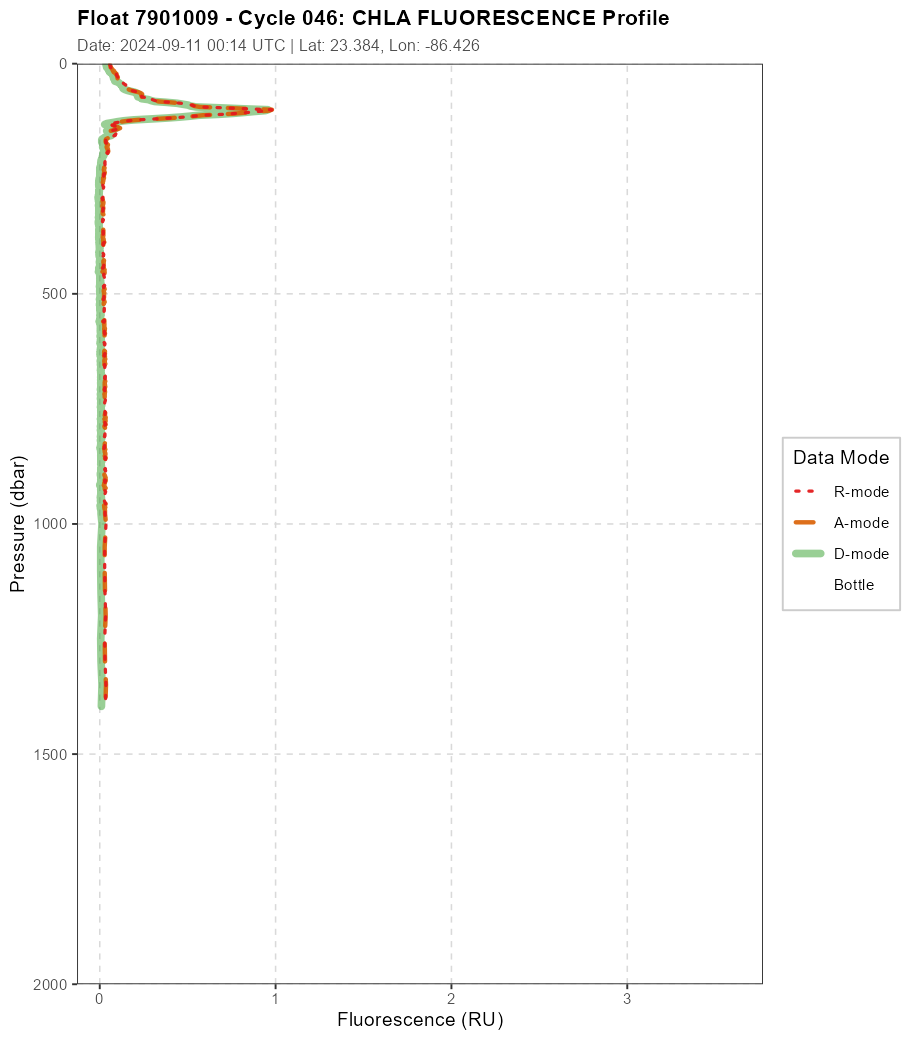 Float 7901009 - Cycle 046: CHLA FLUORESCENCE Profile
Date: 2024-09-11 00:14 UTC | Lat: 23.384, Lon: -86.426
0
500
1000
1500
2000
Pressure (dbar)
0 1 2 3
Fluorescence (RU)
Data Mode
R-mode
A-mode
D-mode
Bottle